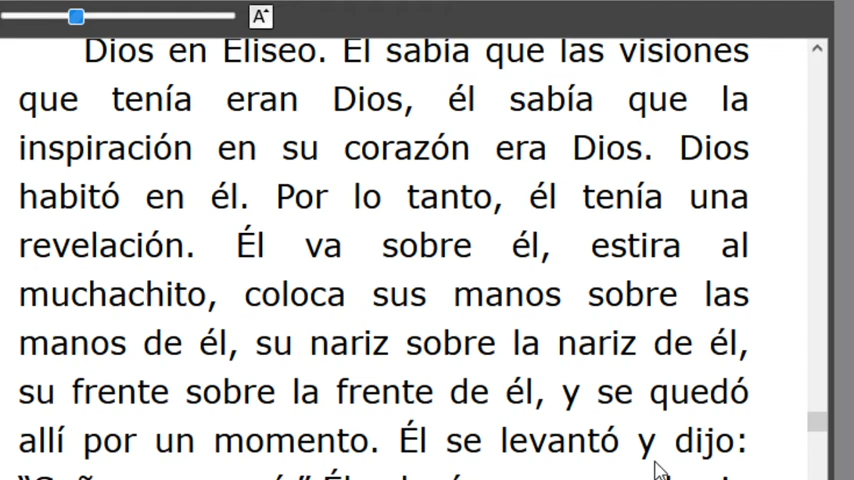 A
Dios en Eliseo. Él sabía que las visiones
que tenía eran Dios, él sabía que la
inspiración en su corazón era Dios. Dios
habitó en él. Por lo tanto, él tenía una
revelación. Él va sobre él, estira al
muchachito, coloca sus manos sobre las
manos de él, su nariz sobre la nariz de él,
su frente sobre la frente de él, y se quedó
allí por un momento. Él se levantó y dijo: